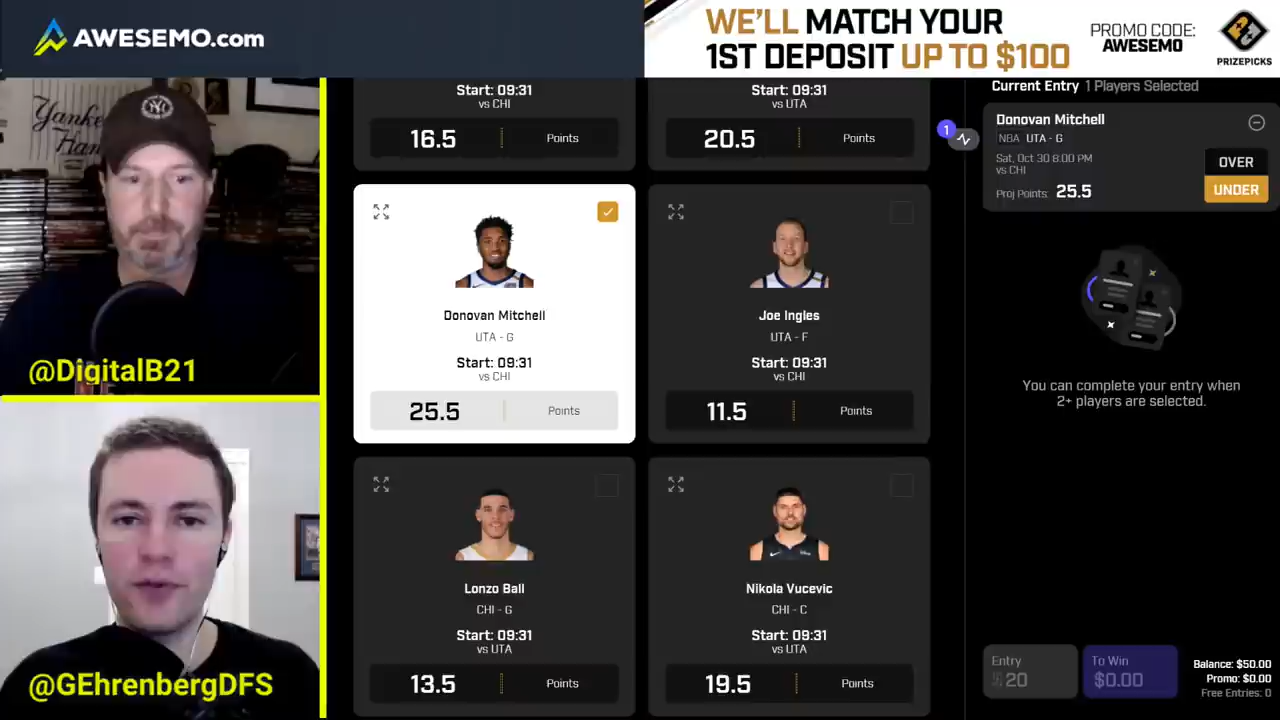 AWESEMO.com
WE'LL MATCH YOUR
1ST DEPOSIT UP TO $100
PROMO CODE:
AWESEMO
PRIZEPICKS
Yankee
@DigitalB21
@GEhrenbergDFS
Start: 09:31
vs CHI
16.5 Points
Start: 09:31
vs UTA
20.5 Points
Donovan Mitchell
UTA - G
Start: 09:31
vs CHI
25.5 Points
Joe Ingles
UTA - F
Start: 09:31
vs CHI
11.5 Points
Lonzo Ball
CHI - G
Start: 09:31
vs UTA
13.5 Points
Nikola Vucevic
CHI - C
Start: 09:31
vs UTA
19.5 Points
Current Entry 1 Players Selected
1
Donovan Mitchell
NBA UTA - G
Sat, Oct 30 8:00 PM
vs CHI
Proj Points: 25.5
OVER
UNDER
You can complete your entry when
2+ players are selected.
Entry
20
To Win
$0.00
Balance: $50.00
Promo: $0.00
Free Entries: 0